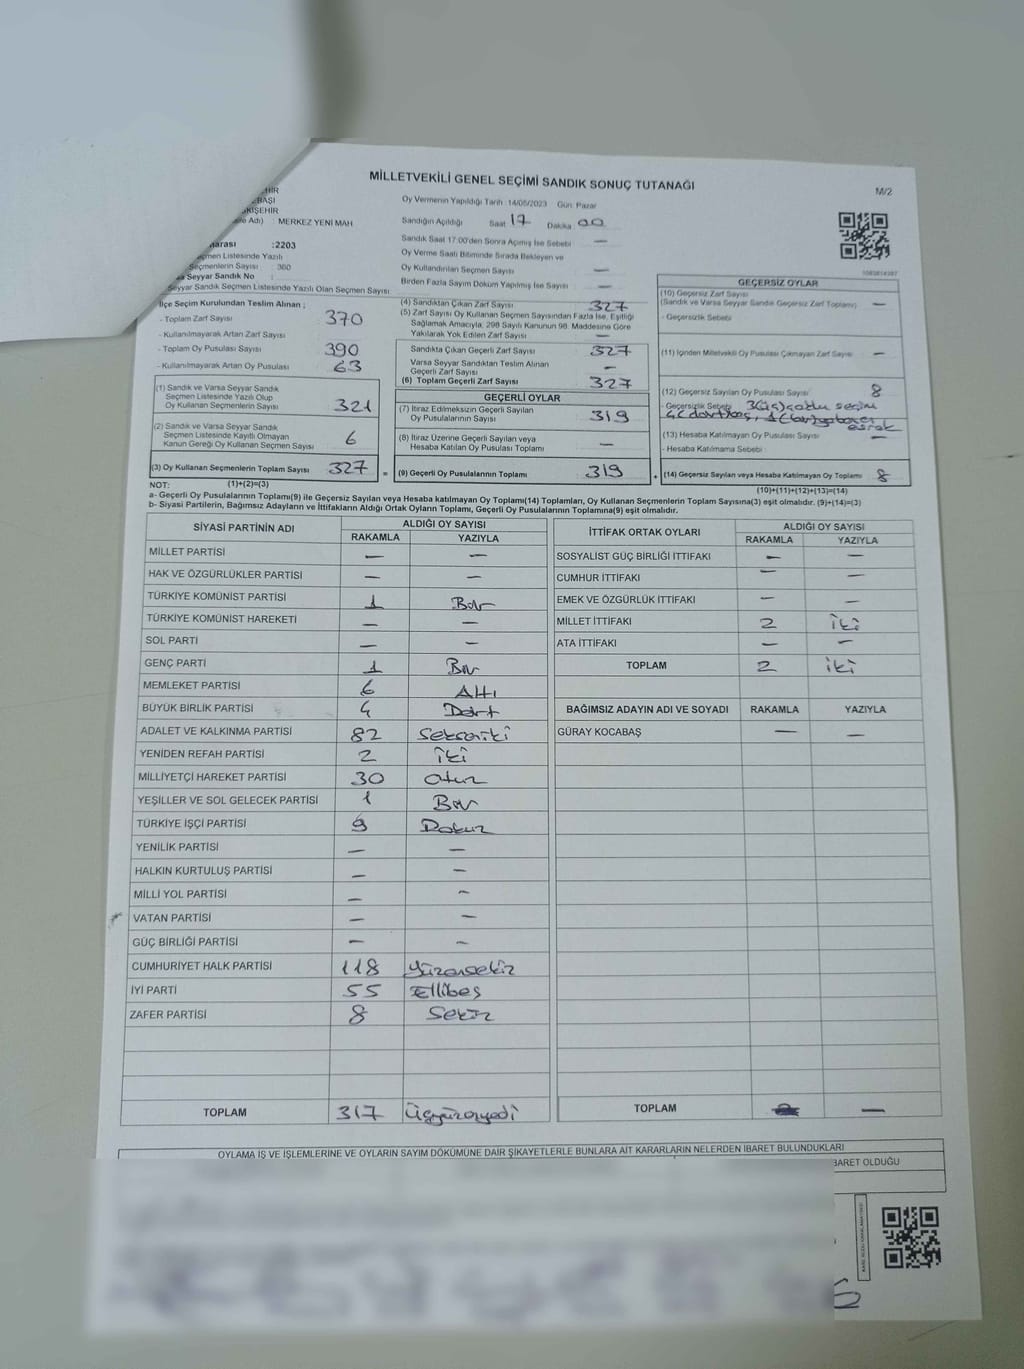 MİLLETVEKİLİ GENEL SEÇİMİ SANDIK SONUÇ TUTANAĞI
M/2
KİŞEHİR
: MERKEZ YENİ MAH
:2203
Seçmen Listesinde Yazılı
Seçmenlerin Sayısı 360
Seyyar Sandık No :
Seyyar Sandık Seçmen Listesinde Yazılı Olan Seçmen Sayısı
İlçe Seçim Kurulundan Teslim Alınan ;
- Toplam Zarf Sayısı 370
- Kullanılmayarak Artan Zarf Sayısı
- Toplam Oy Pusulası Sayısı 390
- Kullanılmayarak Artan Oy Pusulası 63
(1) Sandık ve Varsa Seyyar Sandık
Seçmen Listesinde Yazılı Olup
Oy Kullanan Seçmenlerin Sayısı 321
(2) Sandık ve Varsa Seyyar Sandık
Seçmen Listesinde Kayıtlı Olmayan
Kanun Gereği Oy Kullanan Seçmen Sayısı 6
(3) Oy Kullanan Seçmenlerin Toplam Sayısı 327
Oy Vermenin Yapıldığı Tarih :14/05/2023 Gün: Pazar
Sandığın Açıldığı Saat 17 Dakika 00
Sandık Saat 17:00'den Sonra Açılmış İse Sebebi —
Oy Verme Saati Bitiminde Sırada Bekleyen ve
Oy Kullandırılan Seçmen Sayısı —
Birden Fazla Sayım Döküm Yapılmış İse Sayısı —
(4) Sandıktan Çıkan Zarf Sayısı 327
(5) Zarf Sayısı Oy Kullanan Seçmen Sayısından Fazla İse, Eşitliği
Sağlamak Amacıyla, 298 Sayılı Kanunun 98. Maddesine Göre
Yakılarak Yok Edilen Zarf Sayısı —
Sandıkta Çıkan Geçerli Zarf Sayısı 327
Varsa Seyyar Sandıktan Teslim Alınan
Geçerli Zarf Sayısı —
(6) Toplam Geçerli Zarf Sayısı 327
GEÇERLİ OYLAR
(7) İtiraz Edilmeksizin Geçerli Sayılan
Oy Pusulalarının Sayısı 319
(8) İtiraz Üzerine Geçerli Sayılan veya
Hesaba Katılan Oy Pusulası Sayısı —
= (9) Geçerli Oy Pusulalarının Toplamı 319
GEÇERSİZ OYLAR
(10) Geçersiz Zarf Sayısı
(Sandık ve Varsa Seyyar Sandık Geçersiz Zarf Toplamı) —
- Geçersizlik Sebebi
(11) İçinden Milletvekili Oy Pusulası Çıkmayan Zarf Sayısı —
(12) Geçersiz Sayılan Oy Pusulası Sayısı 8
- Geçersizlik Sebebi 3(üç)çoklu seçim
4(dört)boş, 1(bir)yabancı
evrak
(13) Hesaba Katılmayan Oy Pusulası Sayısı —
- Hesaba Katılmama Sebebi :
+ (14) Geçersiz Sayılan veya Hesaba Katılmayan Oy Toplamı 8
NOT: (1)+(2)=(3) (10)+(11)+(12)+(13)=(14)
a- Geçerli Oy Pusulalarının Toplamı(9) ile Geçersiz Sayılan veya Hesaba katılmayan Oy Toplamı(14) Toplamları, Oy Kullanan Seçmenlerin Toplam Sayısına(3) eşit olmalıdır. (9)+(14)=(3)
b- Siyasi Partilerin, Bağımsız Adayların ve İttifakların Aldığı Ortak Oyların Toplamı, Geçerli Oy Pusulalarının Toplamına(9) eşit olmalıdır.
SİYASİ PARTİNİN ADI ALDIĞI OY SAYISI
RAKAMLA YAZIYLA
MİLLET PARTİSİ — —
HAK VE ÖZGÜRLÜKLER PARTİSİ — —
TÜRKİYE KOMÜNİST PARTİSİ 1 Bir
TÜRKİYE KOMÜNİST HAREKETİ — —
SOL PARTİ — —
GENÇ PARTİ 1 Bir
MEMLEKET PARTİSİ 6 Altı
BÜYÜK BİRLİK PARTİSİ 4 Dört
ADALET VE KALKINMA PARTİSİ 82 Sekseniki
YENİDEN REFAH PARTİSİ 2 iki
MİLLİYETÇİ HAREKET PARTİSİ 30 otuz
YEŞİLLER VE SOL GELECEK PARTİSİ 1 Bir
TÜRKİYE İŞÇİ PARTİSİ 9 Dokuz
YENİLİK PARTİSİ — —
HALKIN KURTULUŞ PARTİSİ — —
MİLLİ YOL PARTİSİ — —
VATAN PARTİSİ — —
GÜÇ BİRLİĞİ PARTİSİ — —
CUMHURİYET HALK PARTİSİ 118 Yüzonsekiz
İYİ PARTİ 55 Ellibeş
ZAFER PARTİSİ 8 Sekiz
TOPLAM 317 Üçyüzonyedi
İTTİFAK ORTAK OYLARI ALDIĞI OY SAYISI
RAKAMLA YAZIYLA
SOSYALİST GÜÇ BİRLİĞİ İTTİFAKI — —
CUMHUR İTTİFAKI — —
EMEK VE ÖZGÜRLÜK İTTİFAKI — —
MİLLET İTTİFAKI 2 iki
ATA İTTİFAKI — —
TOPLAM 2 iki
BAĞIMSIZ ADAYIN ADI VE SOYADI RAKAMLA YAZIYLA
GÜRAY KOCABAŞ — —
TOPLAM —
OYLAMA İŞ VE İŞLEMLERİNE VE OYLARIN SAYIM DÖKÜMÜNE DAİR ŞİKAYETLERLE BUNLARA AİT KARARLARIN NELERDEN İBARET BULUNDUKLARI
İBARET OLDUĞU